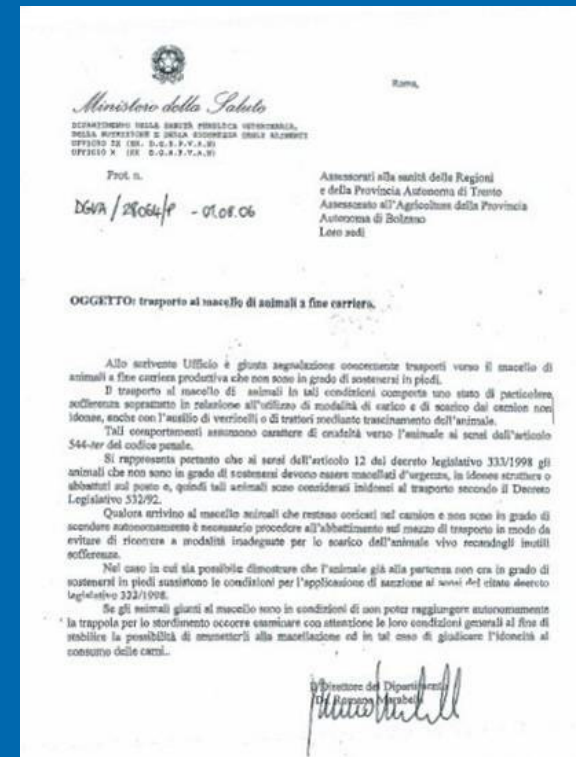 Ministero della Salute
DIPARTIMENTO DELLA SANITÀ PUBBLICA VETERINARIA,
DELLA NUTRIZIONE E DELLA SICUREZZA DEGLI ALIMENTI
UFFICIO IX (EX. D.G.S.P.V.A.N)
UFFICIO X (EX D.G.S.P.V.A.N)
Roma,
Prot. n.
DGVA / 28064/P - 01.08.06
Assessorati alla sanità delle Regioni
e della Provincia Autonoma di Trento
Assessorato all'Agricoltura della Provincia
Autonoma di Bolzano
Loro sedi
OGGETTO: trasporto al macello di animali a fine carriera.
Allo scrivente Ufficio è giunta segnalazione concernente trasporti verso il macello di
animali a fine carriera produttiva che non sono in grado di sostenersi in piedi.
Il trasporto al macello di animali in tali condizioni comporta uno stato di particolare
sofferenza soprattutto in relazione all'utilizzo di modalità di carico e di scarico dai camion non
idonee, anche con l'ausilio di verricelli o di trattori mediante trascinamento dell'animale.
Tali comportamenti assumono carattere di crudeltà verso l'animale ai sensi dell'articolo
544-ter del codice penale.
Si rappresenta pertanto che ai sensi dell'articolo 12 del decreto legislativo 333/1998 gli
animali che non sono in grado di sostenersi devono essere macellati d'urgenza, in idonee strutture o
abbattuti sul posto e, quindi tali animali sono considerati inidonei al trasporto secondo il Decreto
Legislativo 532/92.
Qualora arrivino al macello animali che restano coricati nel camion e non sono in grado di
scendere autonomamente è necessario procedere all'abbattimento sul mezzo di trasporto in modo da
evitare di ricorrere a modalità inadeguate per lo scarico dell'animale vivo recandogli inutili
sofferenze.
Nel caso in cui sia possibile dimostrare che l'animale già alla partenza non era in grado di
sostenersi in piedi sussistono le condizioni per l'applicazione di sanzione ai sensi del citato decreto
legislativo 333/1998.
Se gli animali giunti al macello sono in condizioni di non poter raggiungere autonomamente
la trappola per lo stordimento occorre esaminare con attenzione le loro condizioni generali al fine di
stabilire la possibilità di ammetterli alla macellazione ed in tal caso di giudicare l'idoneità al
consumo delle carni..
Il Direttore del Dipartimento
Dr. Romano Marabelli